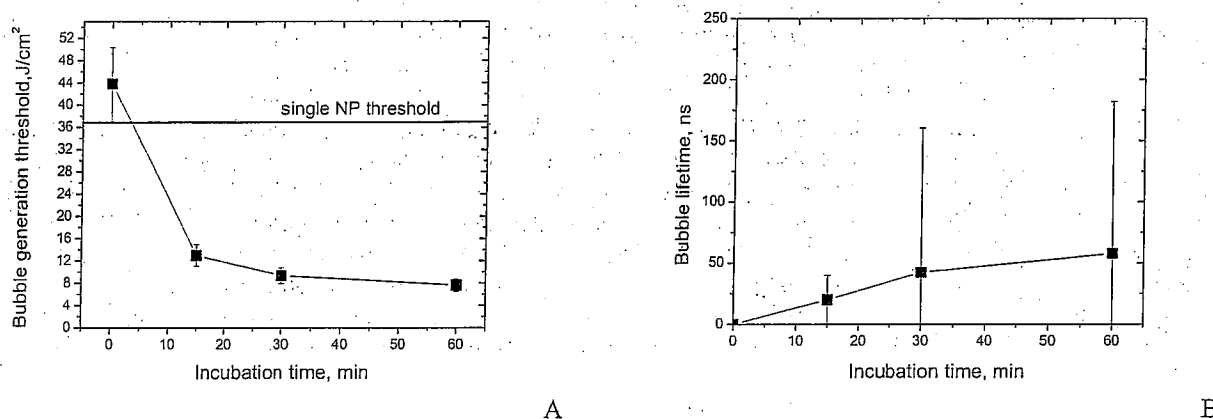 Bubble generation threshold,J/cm²
52
48
44
40
36
32
28
24
20
16
12
8
4
0
single NP threshold
0 10 20 30 40 50 60
Incubation time, min
A
Bubble lifetime, ns
250
200
150
100
50
0
0 10 20 30 40 50 60
Incubation time, min
B